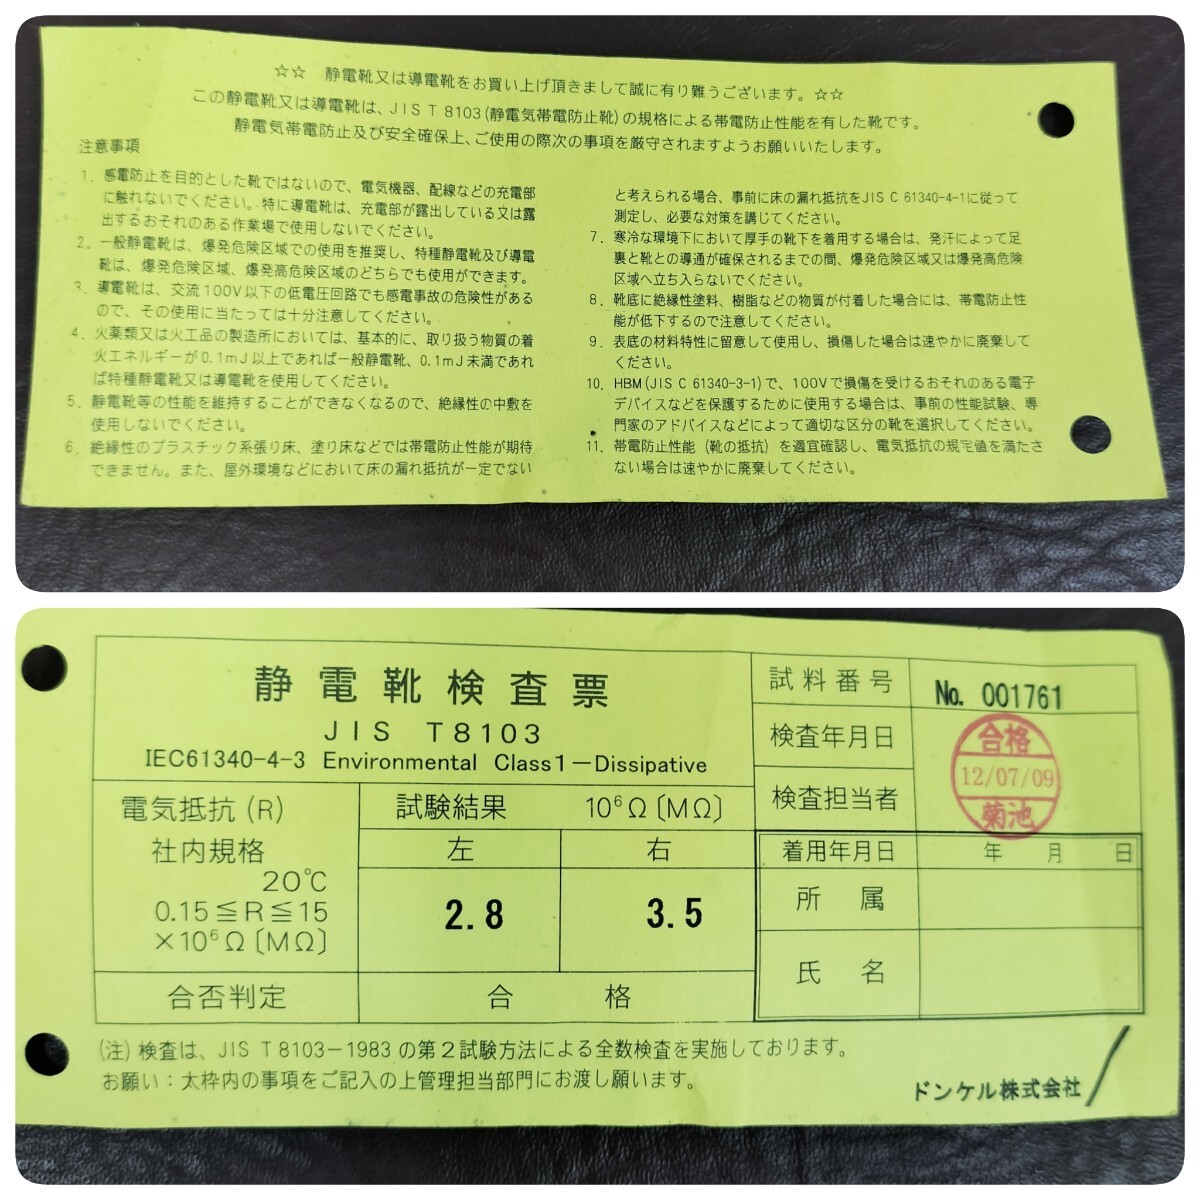 ☆☆ 静電靴又は導電靴をお買い上げ頂きまして誠に有り難うございます。☆☆
この静電靴又は導電靴は、JIS T 8103(静電気帯電防止靴)の規格による帯電防止性能を有した靴です。
静電気帯電防止及び安全確保上、ご使用の際次の事項を厳守されますようお願いいたします。
注意事項
1. 感電防止を目的とした靴ではないので、電気機器、配線などの充電部
に触れないでください。特に導電靴は、充電部が露出している又は露
出するおそれのある作業場で使用しないでください。
2. 一般静電靴は、爆発危険区域での使用を推奨し、特種静電靴及び導電
靴は、爆発危険区域、爆発高危険区域のどちらでも使用ができます。
3. 導電靴は、交流100V以下の低電圧回路でも感電事故の危険性がある
ので、その使用に当たっては十分注意してください。
4. 火薬類又は火工品の製造所においては、基本的に、取り扱う物質の着
火エネルギーが0.1mJ以上であれば一般静電靴、0.1mJ未満であれ
ば特種静電靴又は導電靴を使用してください。
5. 静電靴等の性能を維持することができなくなるので、絶縁性の中敷を
使用しないでください。
6. 絶縁性のプラスチック系張り床、塗り床などでは帯電防止性能が期待
できません。また、屋外環境などにおいて床の漏れ抵抗が一定でない
と考えられる場合、事前に床の漏れ抵抗をJIS C 61340-4-1に従って
測定し、必要な対策を講じてください。
7. 寒冷な環境下において厚手の靴下を着用する場合は、発汗によって足
裏と靴との導通が確保されるまでの間、爆発危険区域又は爆発高危険
区域へ立ち入らないでください。
8. 靴底に絶縁性塗料、樹脂などの物質が付着した場合には、帯電防止性
能が低下するので注意してください。
9. 表底の材料特性に留意して使用し、損傷した場合は速やかに廃棄して
ください。
10. HBM(JIS C 61340-3-1)で、100Vで損傷を受けるおそれのある電子
デバイスなどを保護するために使用する場合は、事前の性能試験、専
門家のアドバイスなどによって適切な区分の靴を選択してください。
11. 帯電防止性能（靴の抵抗）を適宜確認し、電気抵抗の規定値を満たさ
ない場合は速やかに廃棄してください。
静電靴検査票
JIS T8103
IEC61340-4-3 Environmental Class1－Dissipative
試料番号 No. 001761
検査年月日
検査担当者
合格
12/07/09
菊池
電気抵抗(R)
社内規格
20℃
0.15≦R≦15
×10⁶Ω〔MΩ〕
試験結果 10⁶Ω〔MΩ〕
左 右
2.8 3.5
合否判定 合格
着用年月日 年 月 日
所属
氏名
(注) 検査は、JIS T 8103－1983の第2試験方法による全数検査を実施しております。
お願い：太枠内の事項をご記入の上管理担当部門にお渡し願います。
ドンケル株式会社